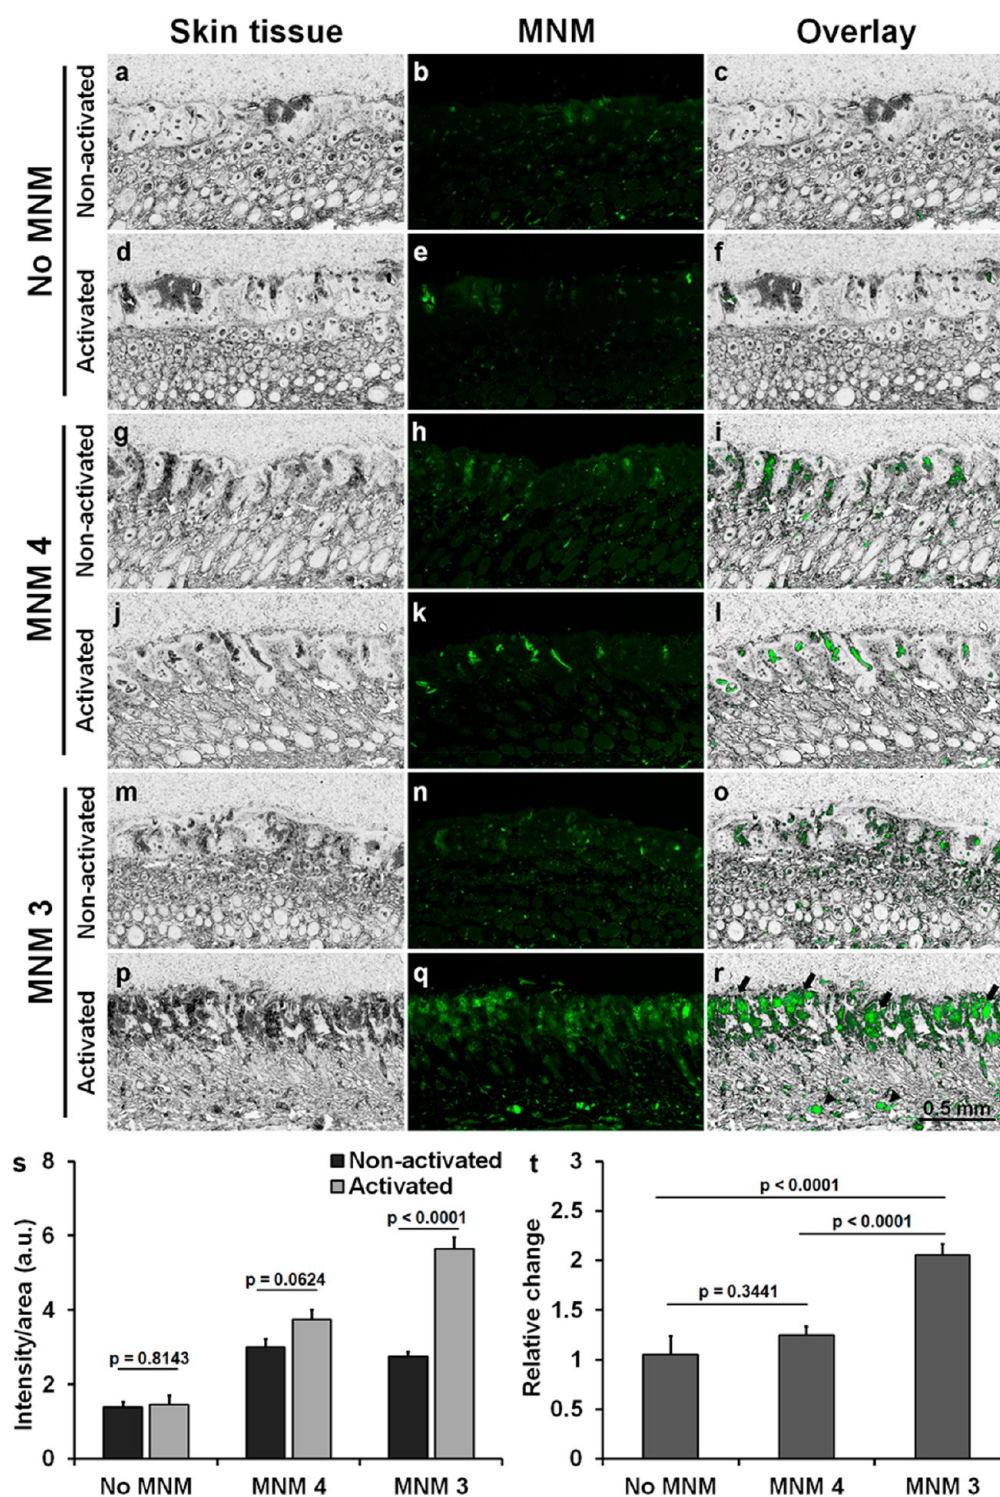 Skin tissue MNM Overlay
No MNM
Non-activated
a b c
Activated
d e f
MNM 4
Non-activated
g h i
Activated
j k l
MNM 3
Non-activated
m n o
Activated
p q r
0.5 mm
s
Intensity/area (a.u.)
8
6
4
2
0
Non-activated
Activated
p = 0.8143
p = 0.0624
p < 0.0001
No MNM MNM 4 MNM 3
t
Relative change
3
2.5
2
1.5
1
0.5
0
p < 0.0001
p < 0.0001
p = 0.3441
No MNM MNM 4 MNM 3